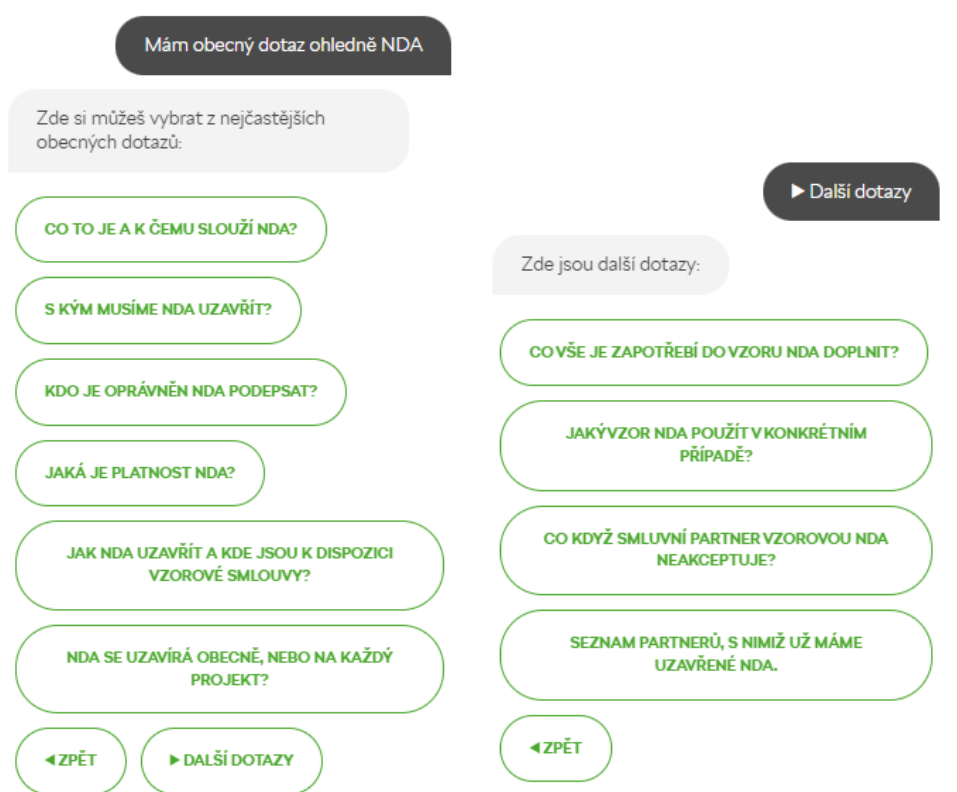 Mám obecný dotaz ohledně NDA
Zde si můžeš vybrat z nejčastějších
obecných dotazů:
CO TO JE A K ČEMU SLOUŽÍ NDA?
S KÝM MUSÍME NDA UZAVŘÍT?
KDO JE OPRÁVNĚN NDA PODEPSAT?
JAKÁ JE PLATNOST NDA?
JAK NDA UZAVŘÍT A KDE JSOU K DISPOZICI
VZOROVÉ SMLOUVY?
NDA SE UZAVÍRÁ OBECNĚ, NEBO NA KAŽDÝ
PROJEKT?
◀ ZPĚT
▶ DALŠÍ DOTAZY
▶ Další dotazy
Zde jsou další dotazy:
CO VŠE JE ZAPOTŘEBÍ DO VZORU NDA DOPLNIT?
JAKÝ VZOR NDA POUŽÍT V KONKRÉTNÍM
PŘÍPADĚ?
CO KDYŽ SMLUVNÍ PARTNER VZOROVOU NDA
NEAKCEPTUJE?
SEZNAM PARTNERŮ, S NIMIŽ UŽ MÁME
UZAVŘENÉ NDA.
◀ ZPĚT